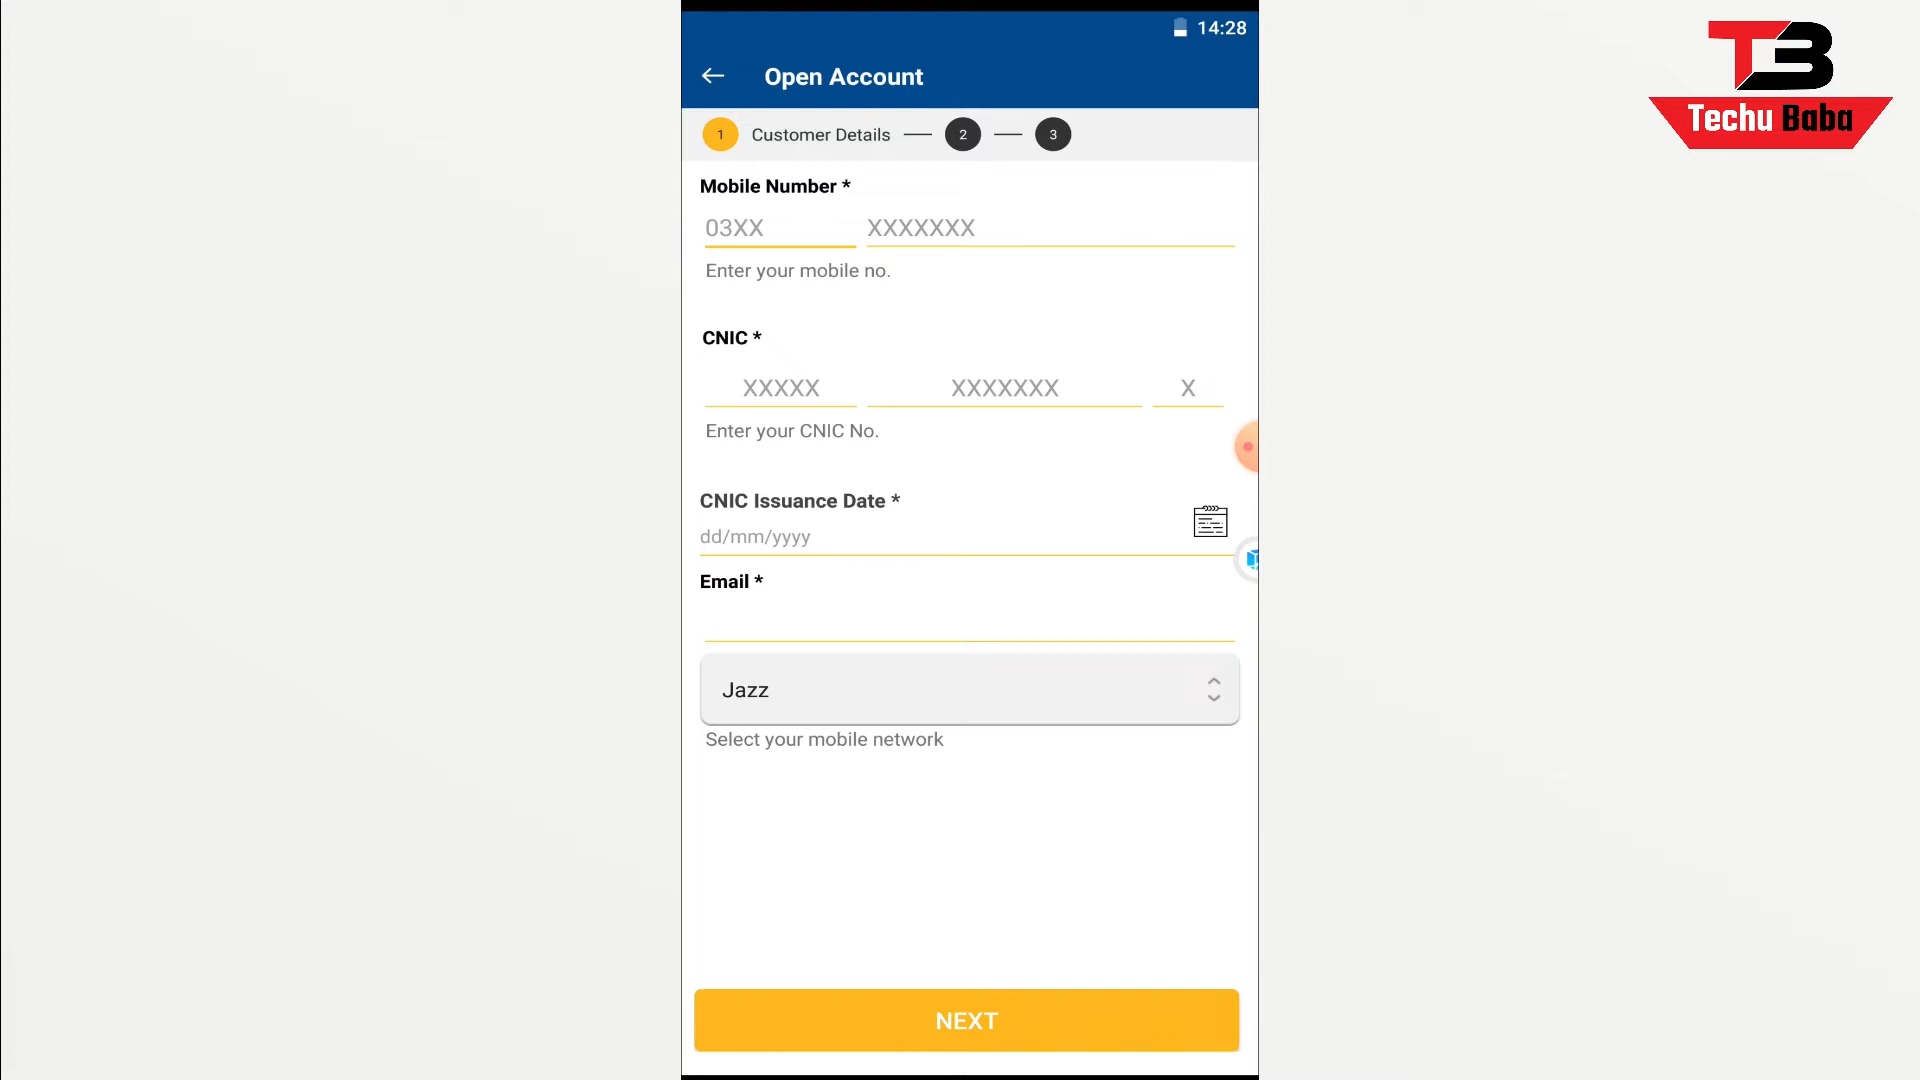 14:28
Open Account
1 Customer Details 2 3
Mobile Number *
03XX XXXXXXX
Enter your mobile no.
CNIC *
XXXXX XXXXXXX X
Enter your CNIC No.
CNIC Issuance Date *
dd/mm/yyyy
Email *
Jazz
Select your mobile network
NEXT
TB
Techu Baba